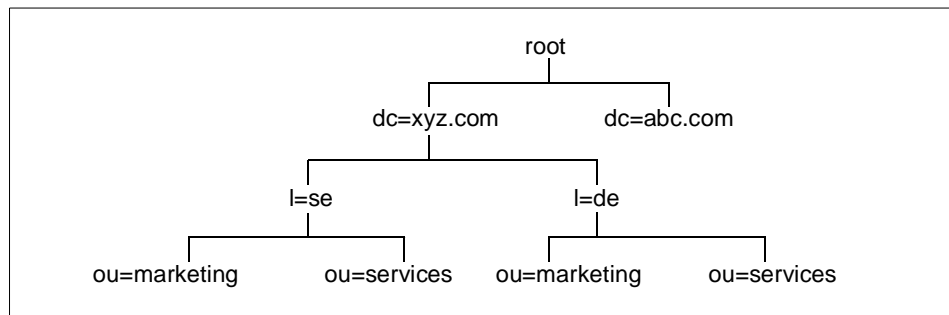 root
dc=xyz.com dc=abc.com
l=se l=de
ou=marketing ou=services ou=marketing ou=services